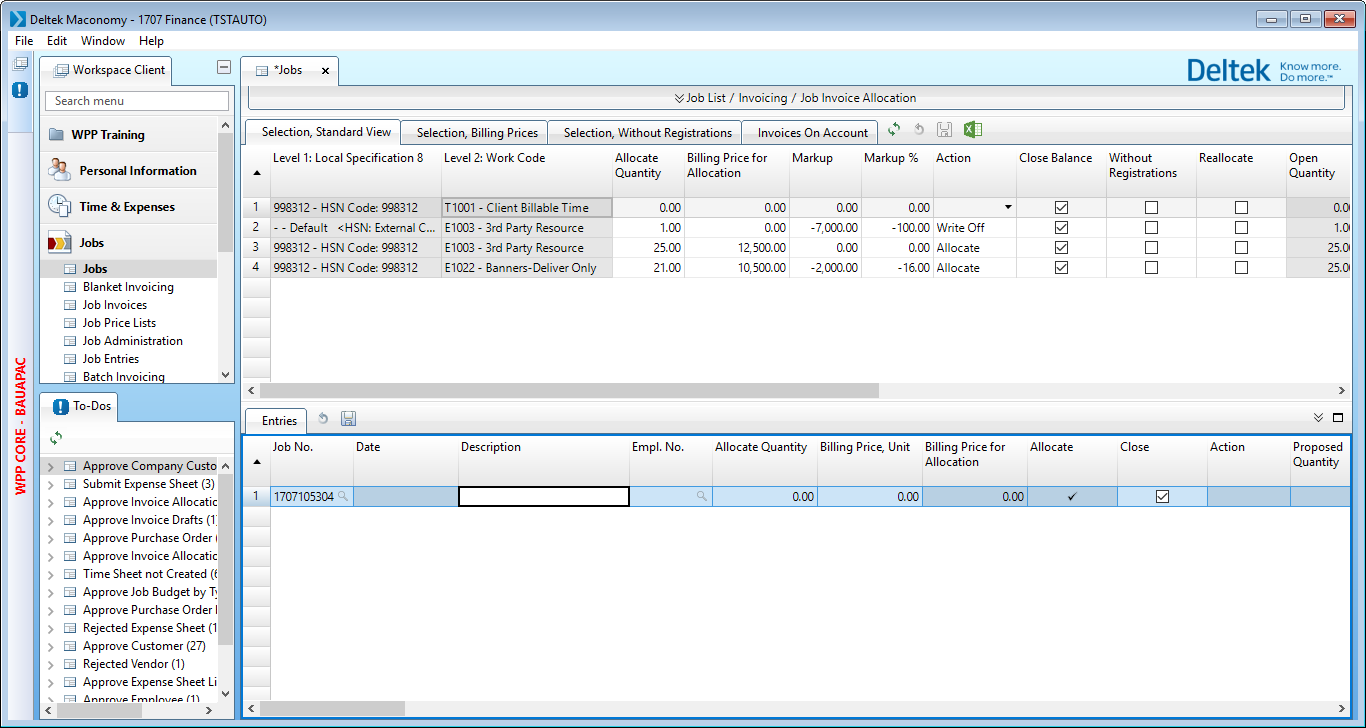 Deltek Maconomy - 1707 Finance (TSTAUTO)
File Edit Window Help
Workspace Client
Search menu
WPP Training
Personal Information
Time & Expenses
Jobs
Jobs
Blanket Invoicing
Job Invoices
Job Price Lists
Job Administration
Job Entries
Batch Invoicing
WPP CORE - BAUAPAC
To-Dos
Approve Company Custo
Submit Expense Sheet (3)
Approve Invoice Allocatic
Approve Invoice Drafts (1
Approve Purchase Order (
Approve Invoice Allocatic
Time Sheet not Created (6
Approve Job Budget by Ty
Approve Purchase Order
Rejected Expense Sheet (1
Approve Customer (27)
Rejected Vendor (1)
Approve Expense Sheet Li
Approve Employee (1)
*Jobs
Deltek Know more. Do more.™
Job List / Invoicing / Job Invoice Allocation
Selection, Standard View Selection, Billing Prices Selection, Without Registrations Invoices On Account
Level 1: Local Specification 8 Level 2: Work Code Allocate Quantity Billing Price for Allocation Markup Markup % Action Close Balance Without Registrations Reallocate Open Quantity
1 998312 - HSN Code: 998312 T1001 - Client Billable Time 0.00 0.00 0.00 0.00 0.00
2 - - Default <HSN: External C... E1003 - 3rd Party Resource 1.00 0.00 -7,000.00 -100.00 Write Off 1.00
3 998312 - HSN Code: 998312 E1003 - 3rd Party Resource 25.00 12,500.00 0.00 0.00 Allocate 25.00
4 998312 - HSN Code: 998312 E1022 - Banners-Deliver Only 21.00 10,500.00 -2,000.00 -16.00 Allocate 25.00
Entries
Job No. Date Description Empl. No. Allocate Quantity Billing Price, Unit Billing Price for Allocation Allocate Close Action Proposed Quantity
1 1707105304 0.00 0.00 0.00